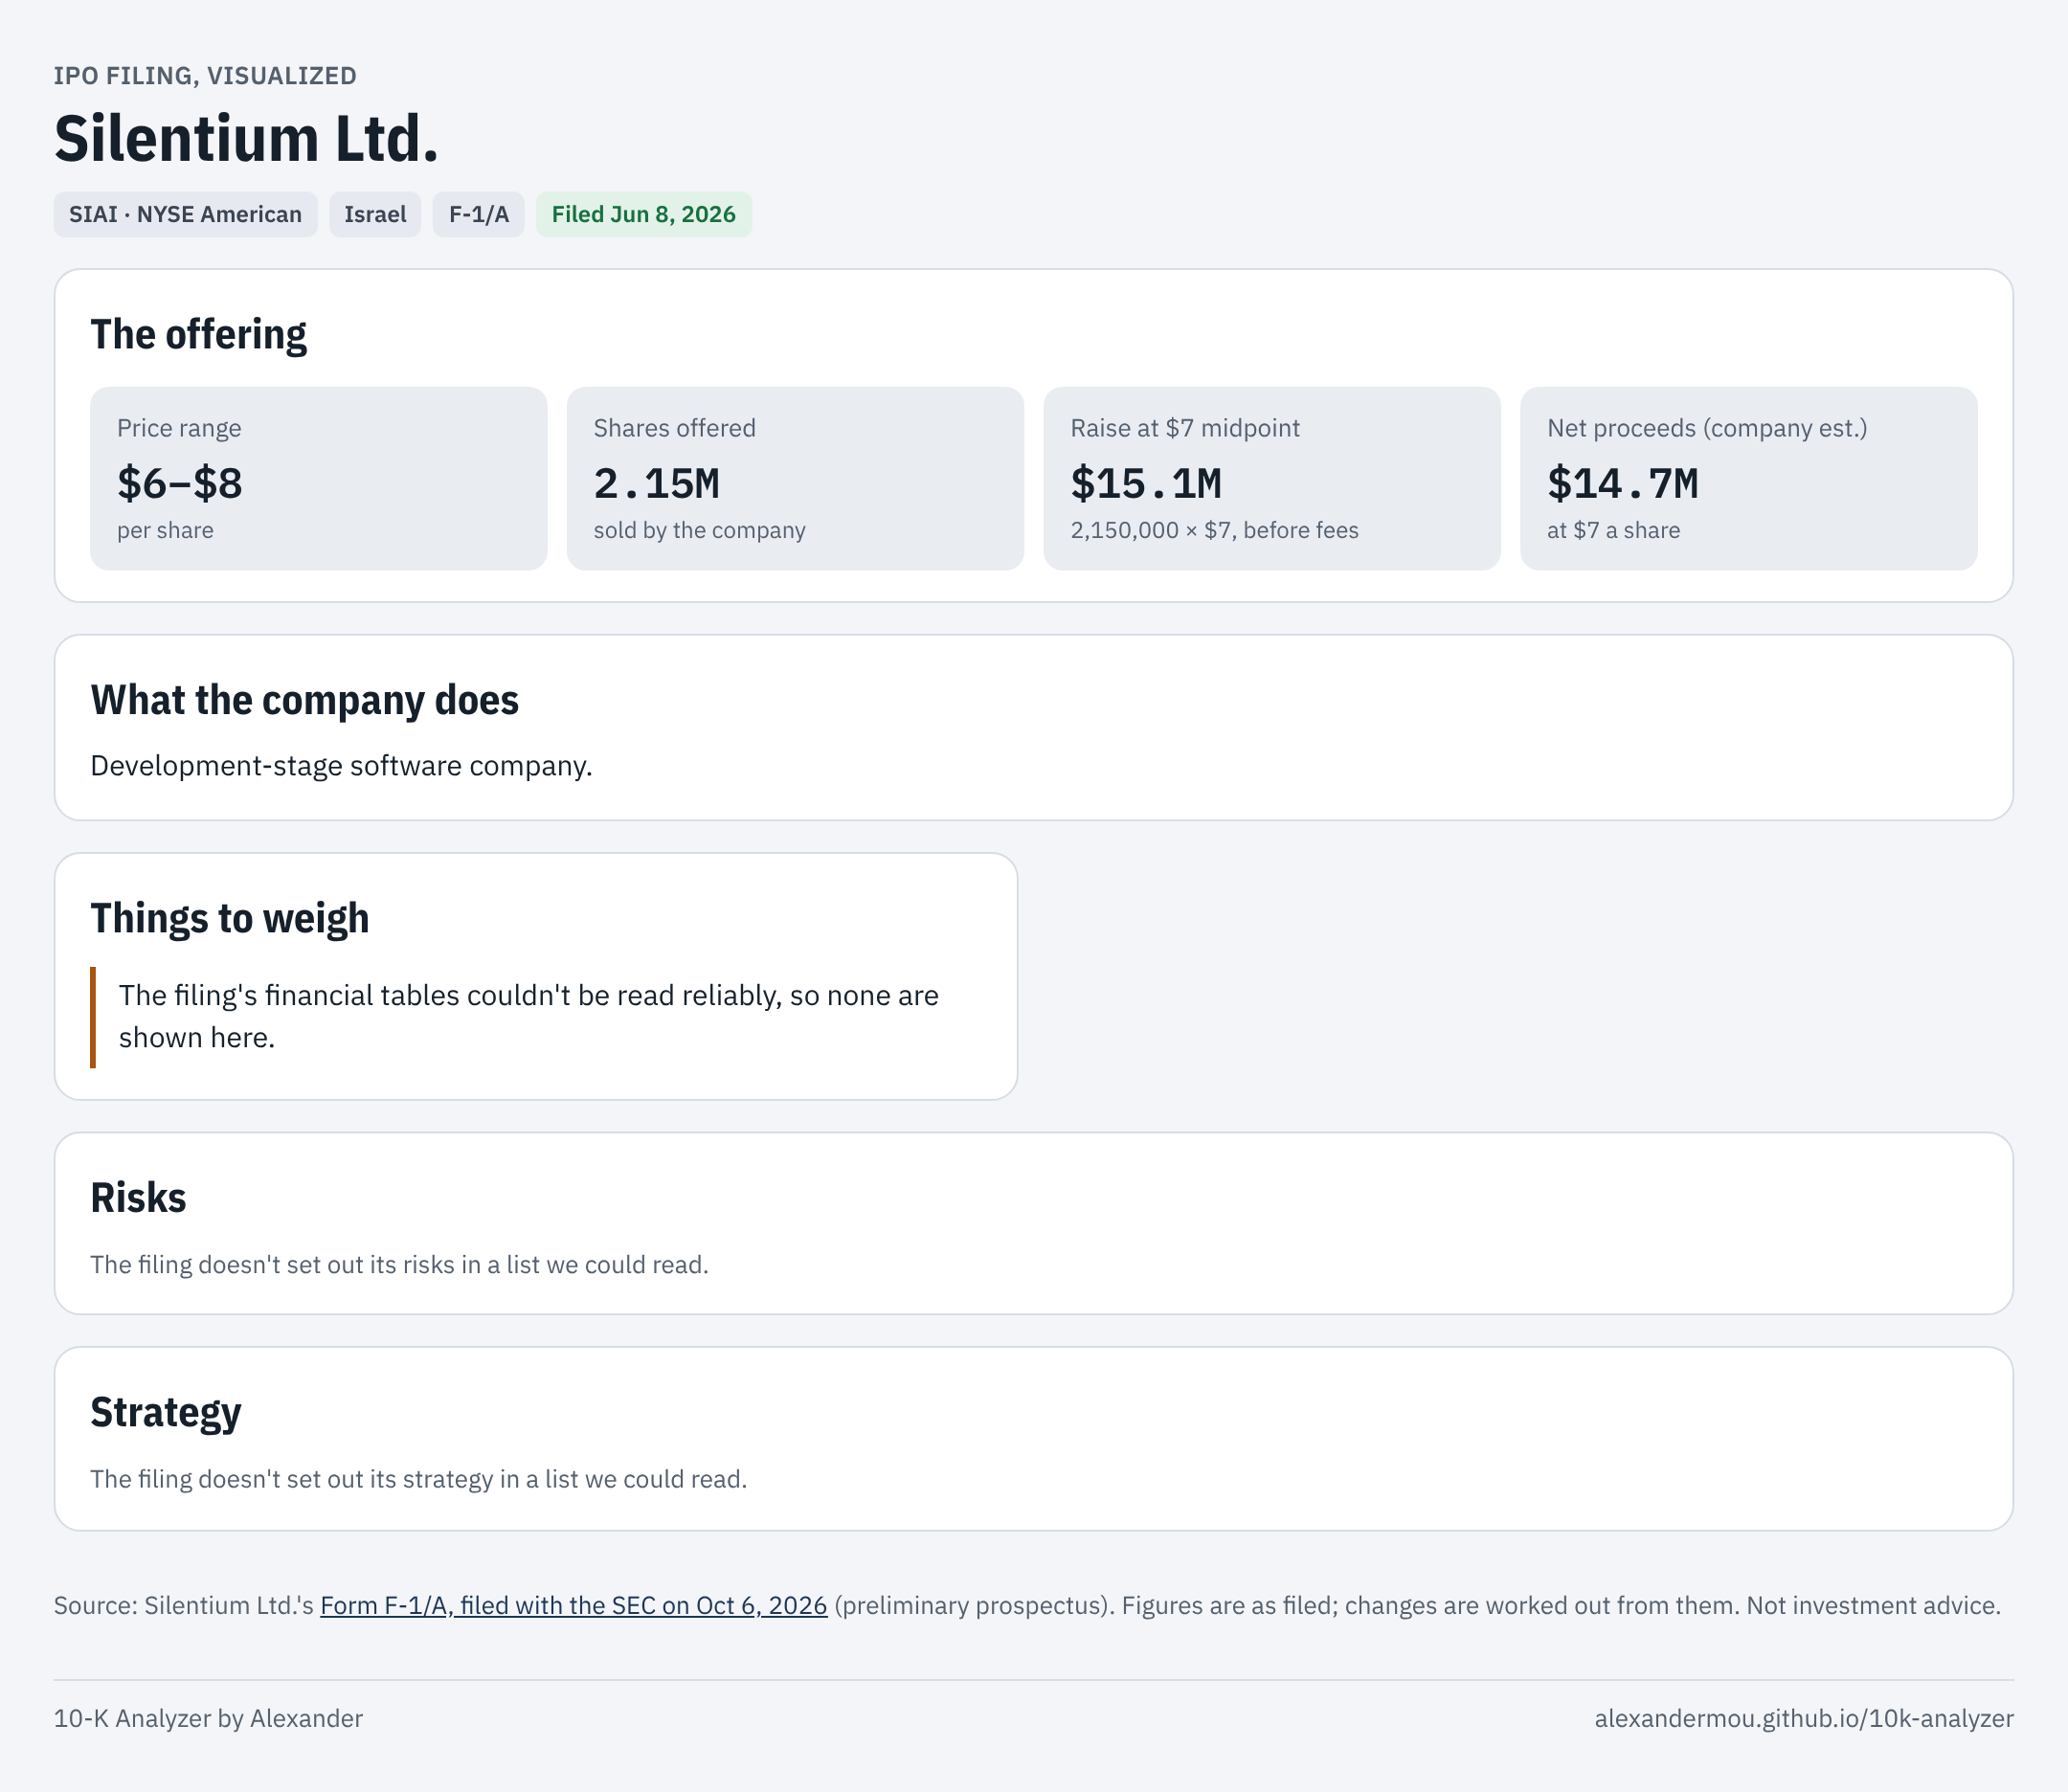 IPO FILING, VISUALIZED
Silentium Ltd.
SIAI · NYSE American
Israel
F-1/A
Filed Jun 8, 2026
The offering
Price range
$6–$8
per share
Shares offered
2.15M
sold by the company
Raise at $7 midpoint
$15.1M
2,150,000 × $7, before fees
Net proceeds (company est.)
$14.7M
at $7 a share
What the company does
Development-stage software company.
Things to weigh
The filing's financial tables couldn't be read reliably, so none are
shown here.
Risks
The filing doesn't set out its risks in a list we could read.
Strategy
The filing doesn't set out its strategy in a list we could read.
Source: Silentium Ltd.'s Form F-1/A, filed with the SEC on Oct 6, 2026 (preliminary prospectus). Figures are as filed; changes are worked out from them. Not investment advice.
10-K Analyzer by Alexander
alexandermou.github.io/10k-analyzer